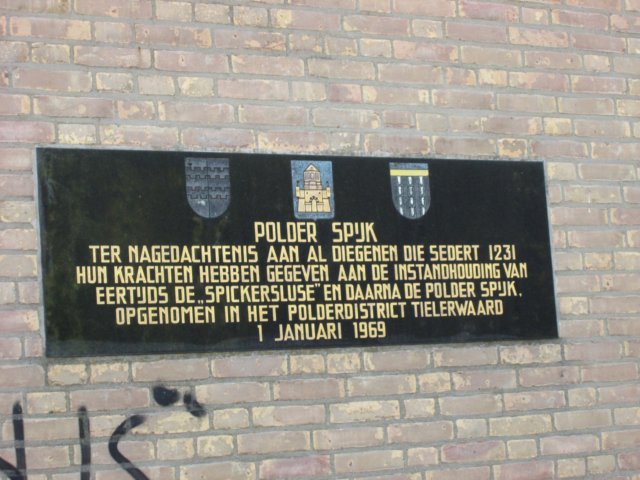 POLDER SPIJK
TER NAGEDACHTENIS AAN AL DIEGENEN DIE SEDERT 1231
HUN KRACHTEN HEBBEN GEGEVEN AAN DE INSTANDHOUDING VAN
EERTIJDS DE „SPICKERSLUSE” EN DAARNA DE POLDER SPIJK,
OPGENOMEN IN HET POLDERDISTRICT TIELERWAARD
1 JANUARI 1969